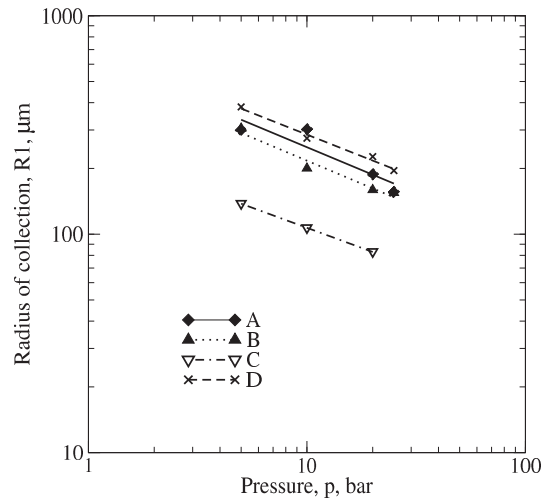 1000
100
10
1
10
100
Radius of collection, R1, μm
Pressure, p, bar
A
B
C
D